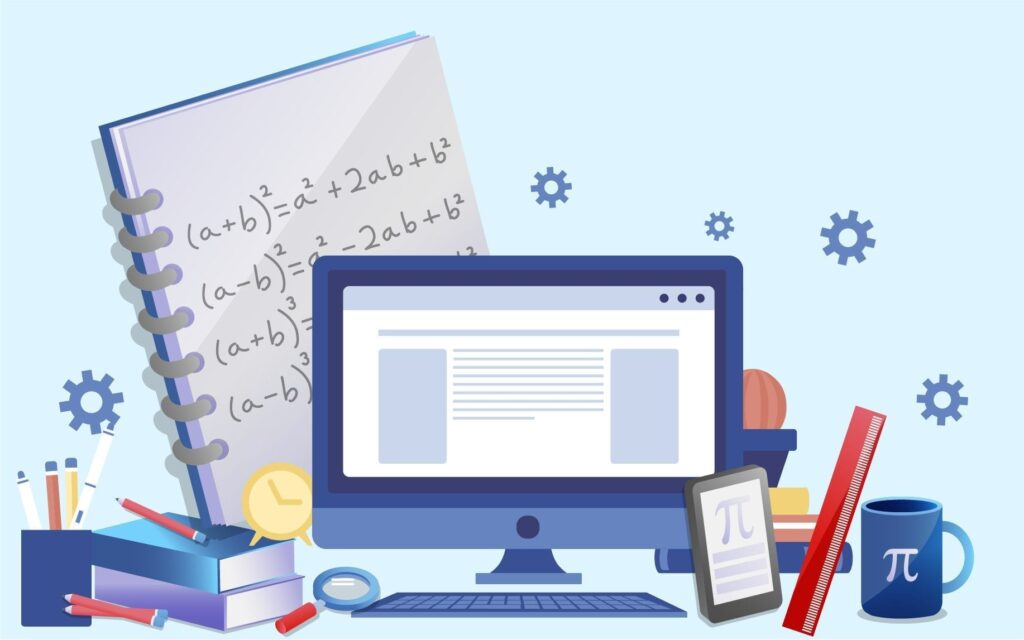 (a+b)²=a²+2ab+b²
(a-b)²=a²-2ab+b²
(a+b)³=
(a-b)³
π
π